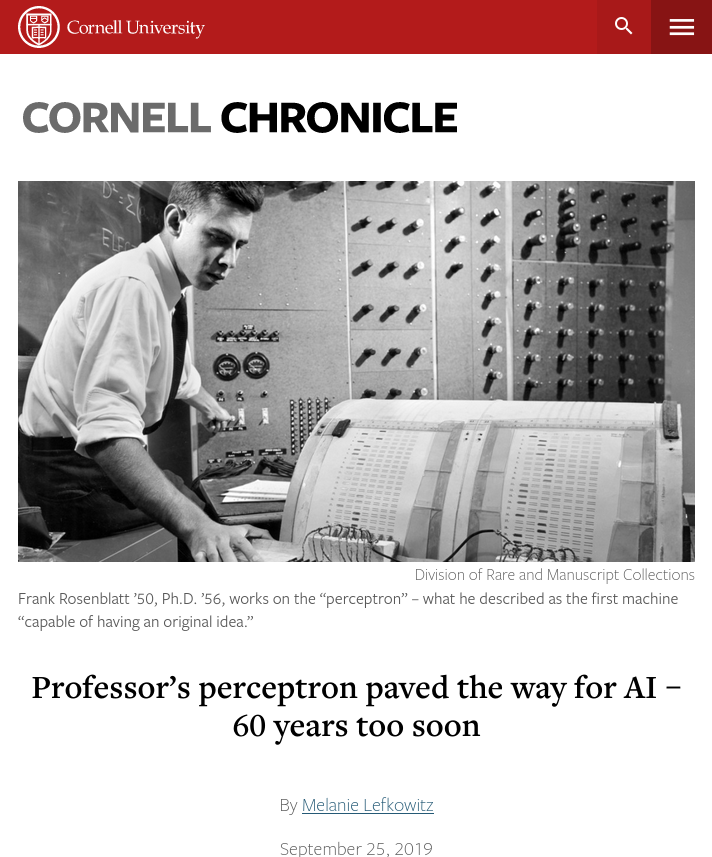 Cornell University
CORNELL CHRONICLE
D²=Σ(
ELEC
Division of Rare and Manuscript Collections
Frank Rosenblatt ’50, Ph.D. ’56, works on the “perceptron” – what he described as the first machine
“capable of having an original idea.”
Professor’s perceptron paved the way for AI –
60 years too soon
By Melanie Lefkowitz
September 25, 2019